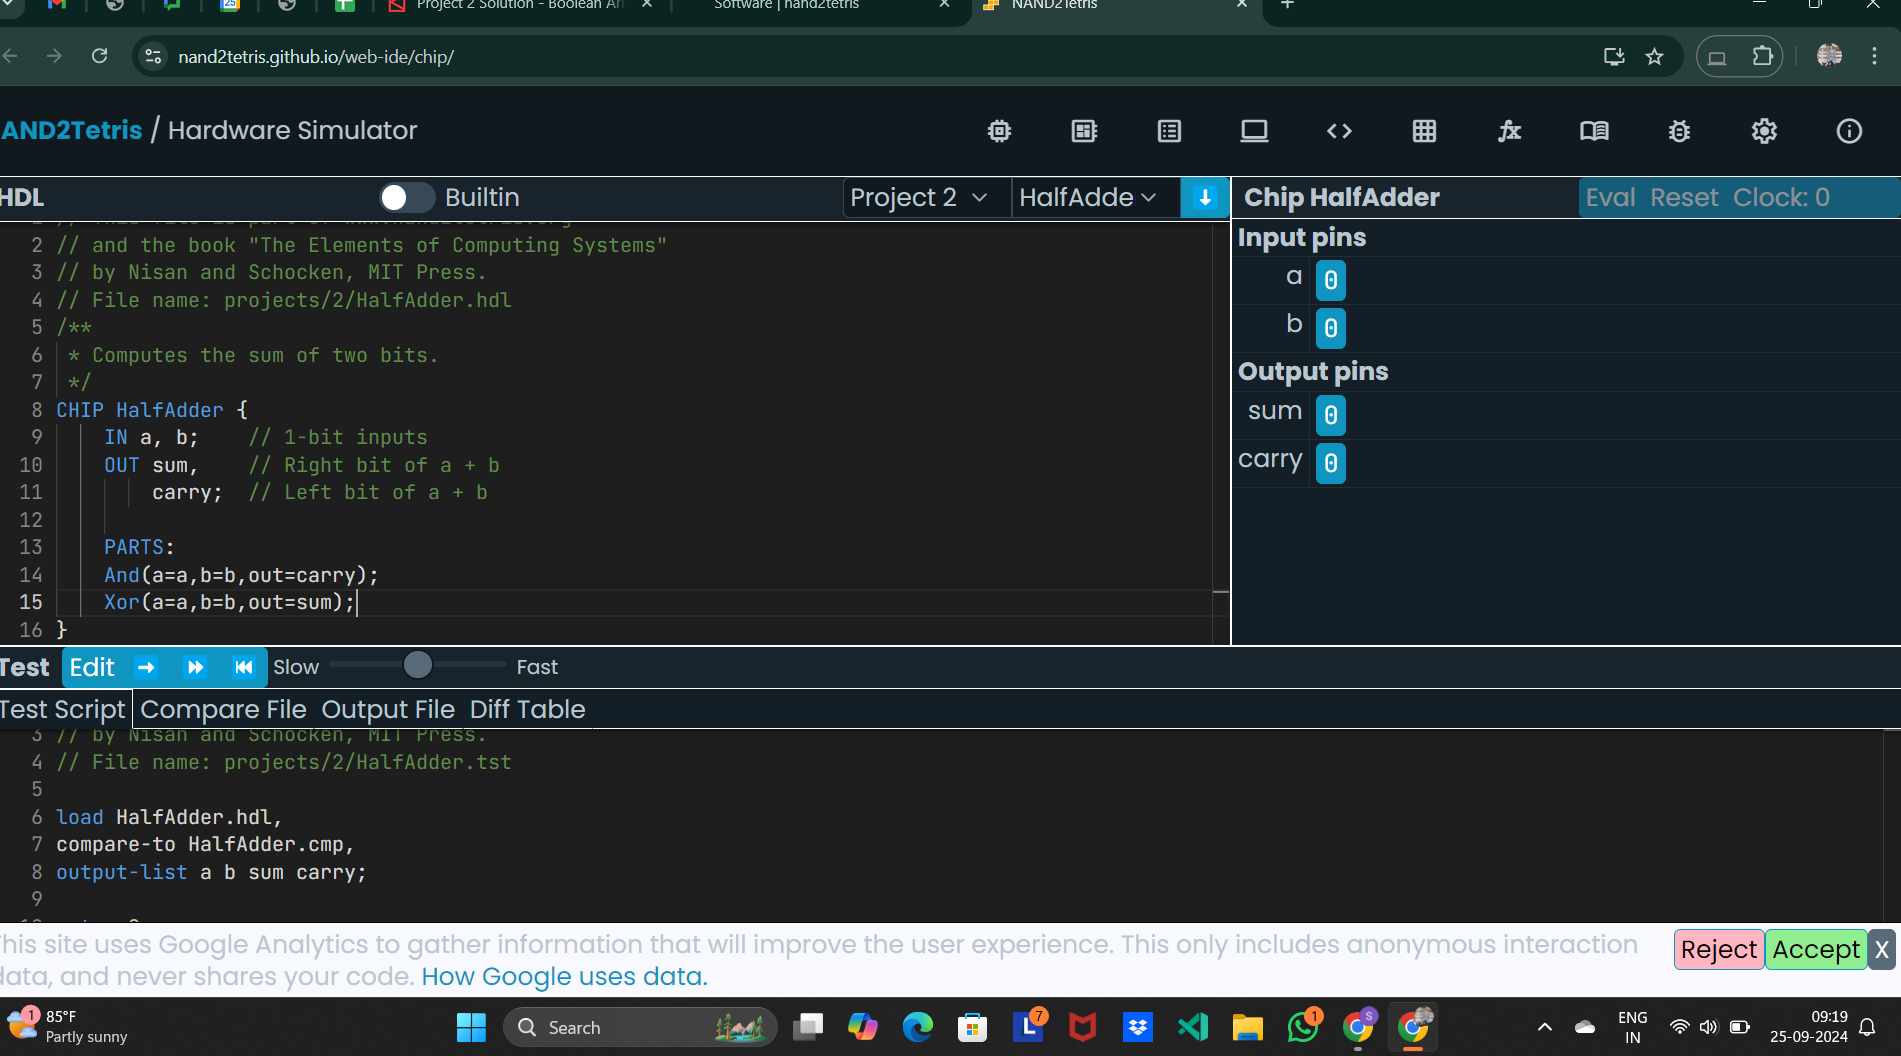 Project 2 Solution - Boolean Ari
Software | nand2tetris
NAND2Tetris
nand2tetris.github.io/web-ide/chip/
AND2Tetris / Hardware Simulator
HDL
Builtin
Project 2
HalfAdde
Chip HalfAdder
Eval Reset Clock: 0
2 // and the book "The Elements of Computing Systems"
3 // by Nisan and Schocken, MIT Press.
4 // File name: projects/2/HalfAdder.hdl
5 /**
6 * Computes the sum of two bits.
7 */
8 CHIP HalfAdder {
9 IN a, b; // 1-bit inputs
10 OUT sum, // Right bit of a + b
11 carry; // Left bit of a + b
12
13 PARTS:
14 And(a=a,b=b,out=carry);
15 Xor(a=a,b=b,out=sum);
16 }
Input pins
a 0
b 0
Output pins
sum 0
carry 0
Test Edit Slow Fast
Test Script Compare File Output File Diff Table
3 // by Nisan and Schocken, MIT Press.
4 // File name: projects/2/HalfAdder.tst
5
6 load HalfAdder.hdl,
7 compare-to HalfAdder.cmp,
8 output-list a b sum carry;
9
his site uses Google Analytics to gather information that will improve the user experience. This only includes anonymous interaction
data, and never shares your code. How Google uses data.
Reject Accept X
1
85°F
Partly sunny
Search
7
1
ENG
IN
09:19
25-09-2024